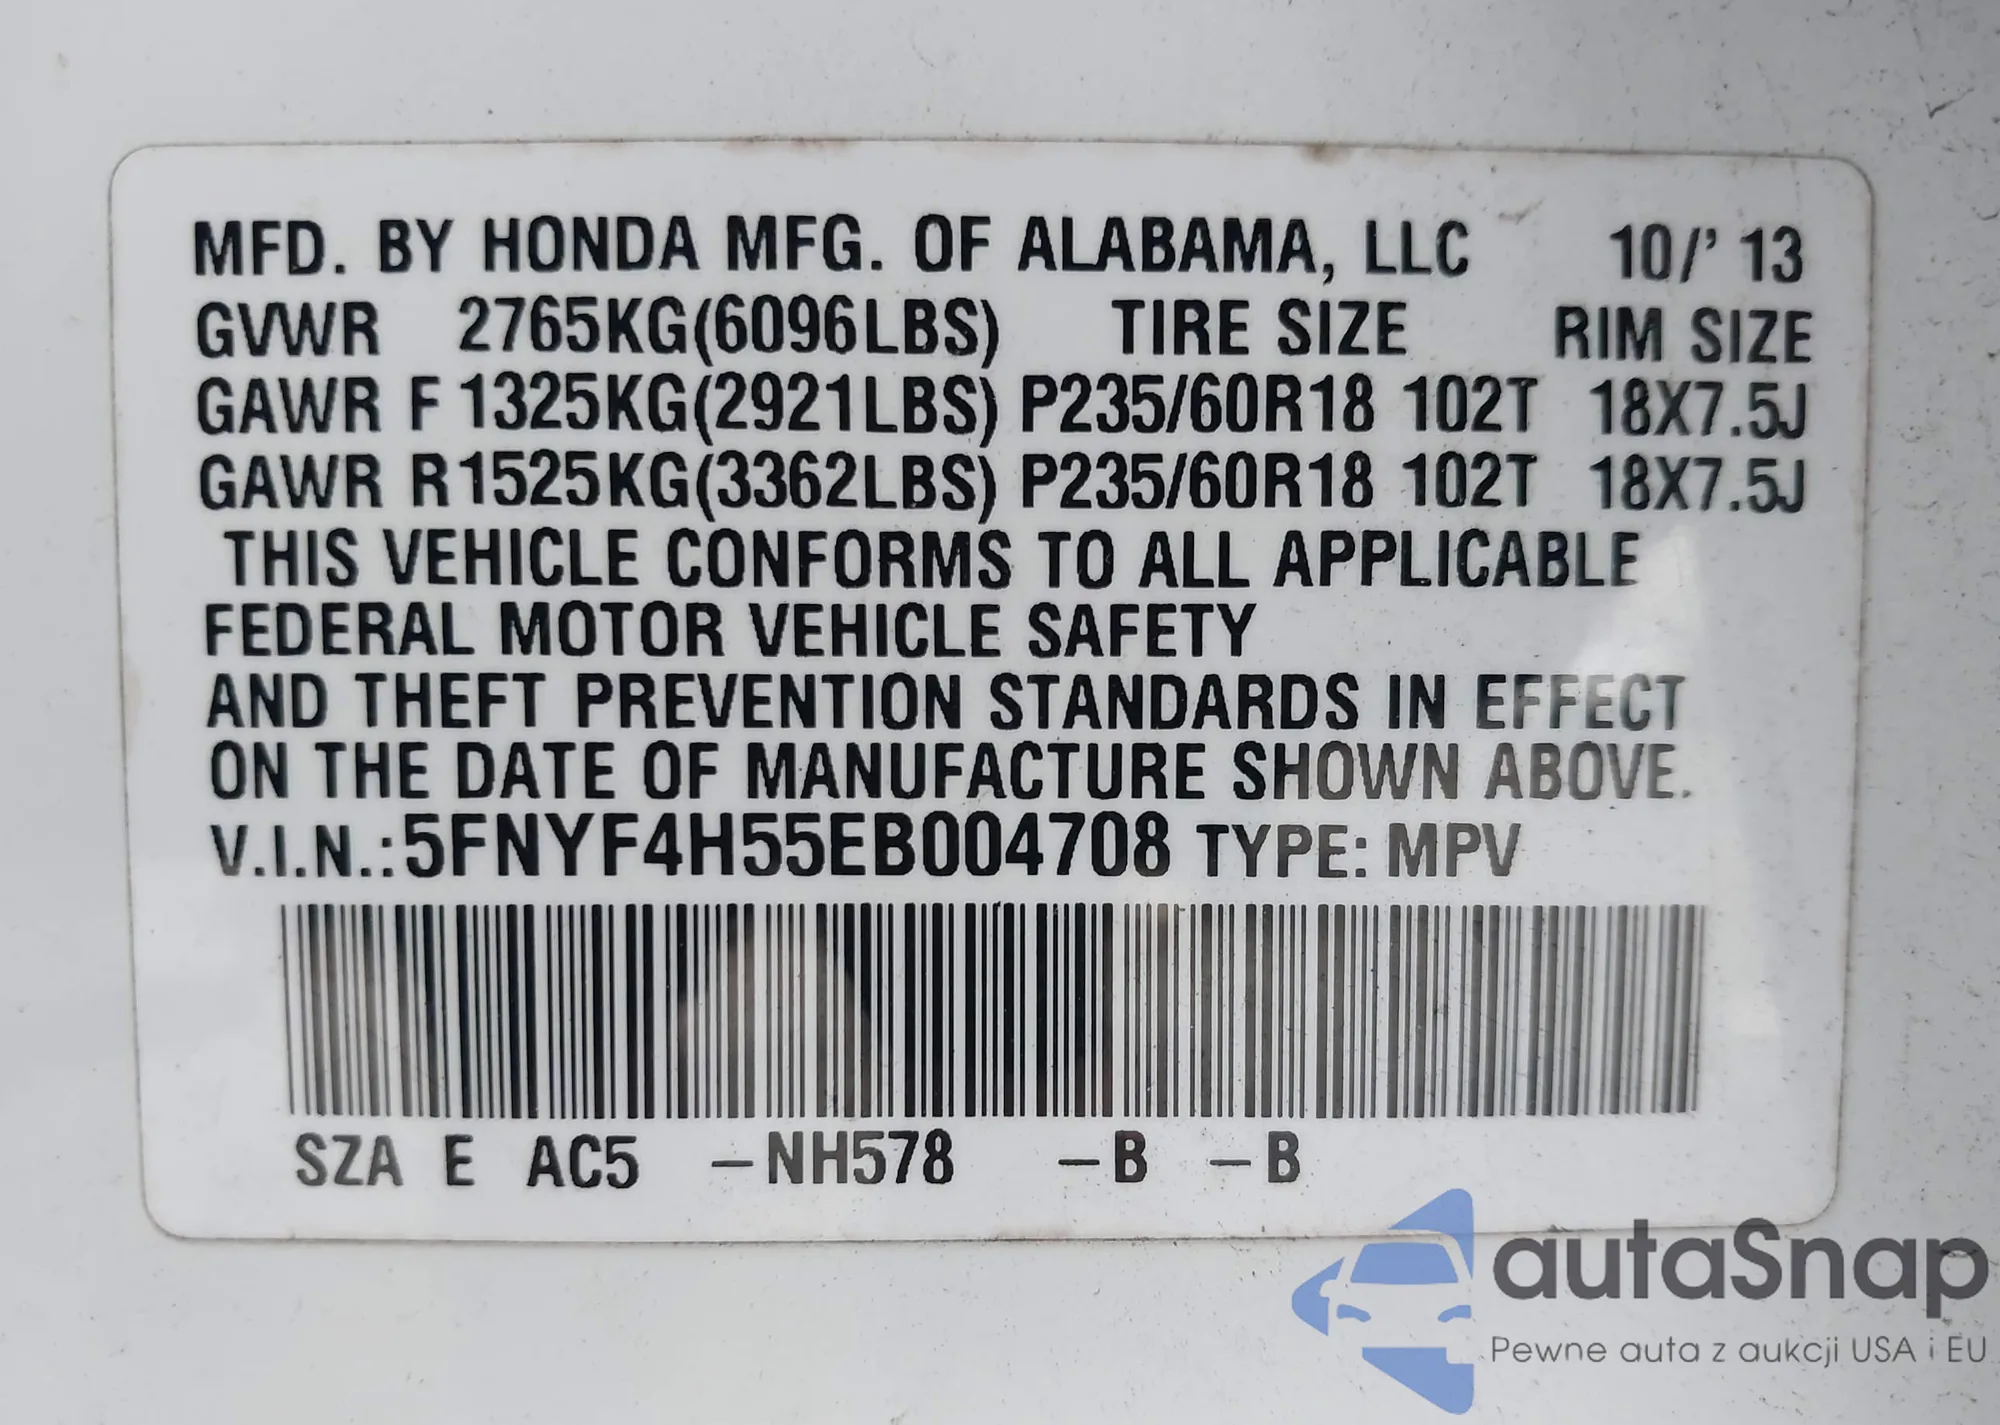 MFD. BY HONDA MFG. OF ALABAMA, LLC 10/' 13
GVWR 2765KG(6096LBS) TIRE SIZE RIM SIZE
GAWR F 1325KG(2921LBS) P235/60R18 102T 18X7.5J
GAWR R 1525KG(3362LBS) P235/60R18 102T 18X7.5J
THIS VEHICLE CONFORMS TO ALL APPLICABLE
FEDERAL MOTOR VEHICLE SAFETY
AND THEFT PREVENTION STANDARDS IN EFFECT
ON THE DATE OF MANUFACTURE SHOWN ABOVE.
V.I.N.:5FNYF4H55EB004708 TYPE: MPV
SZA E AC5 –NH578 –B –B
autaSnap
Pewne auta z aukcji USA i EU